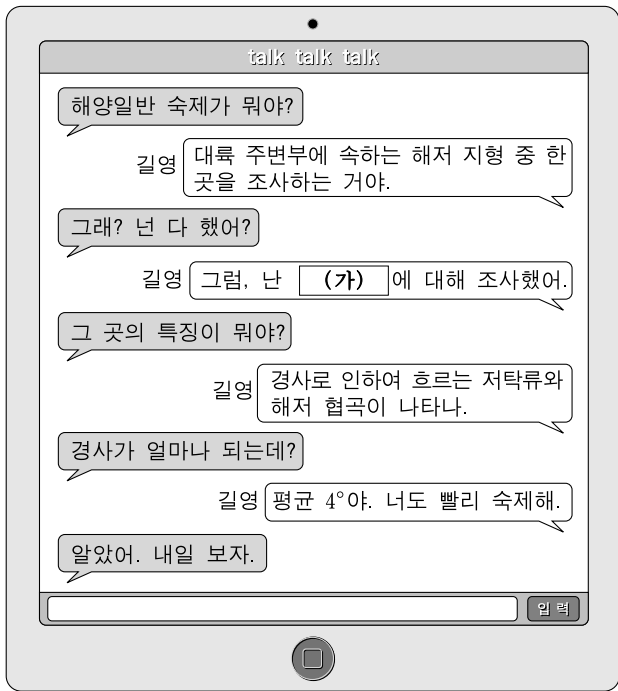 talk talk talk
해양일반 숙제가 뭐야?
길영
대륙 주변부에 속하는 해저 지형 중 한
곳을 조사하는 거야.
그래? 넌 다 했어?
길영
그럼, 난 (가) 에 대해 조사했어.
그 곳의 특징이 뭐야?
길영
경사로 인하여 흐르는 저탁류와
해저 협곡이 나타나.
경사가 얼마나 되는데?
길영
평균 4°야. 너도 빨리 숙제해.
알았어. 내일 보자.
입력